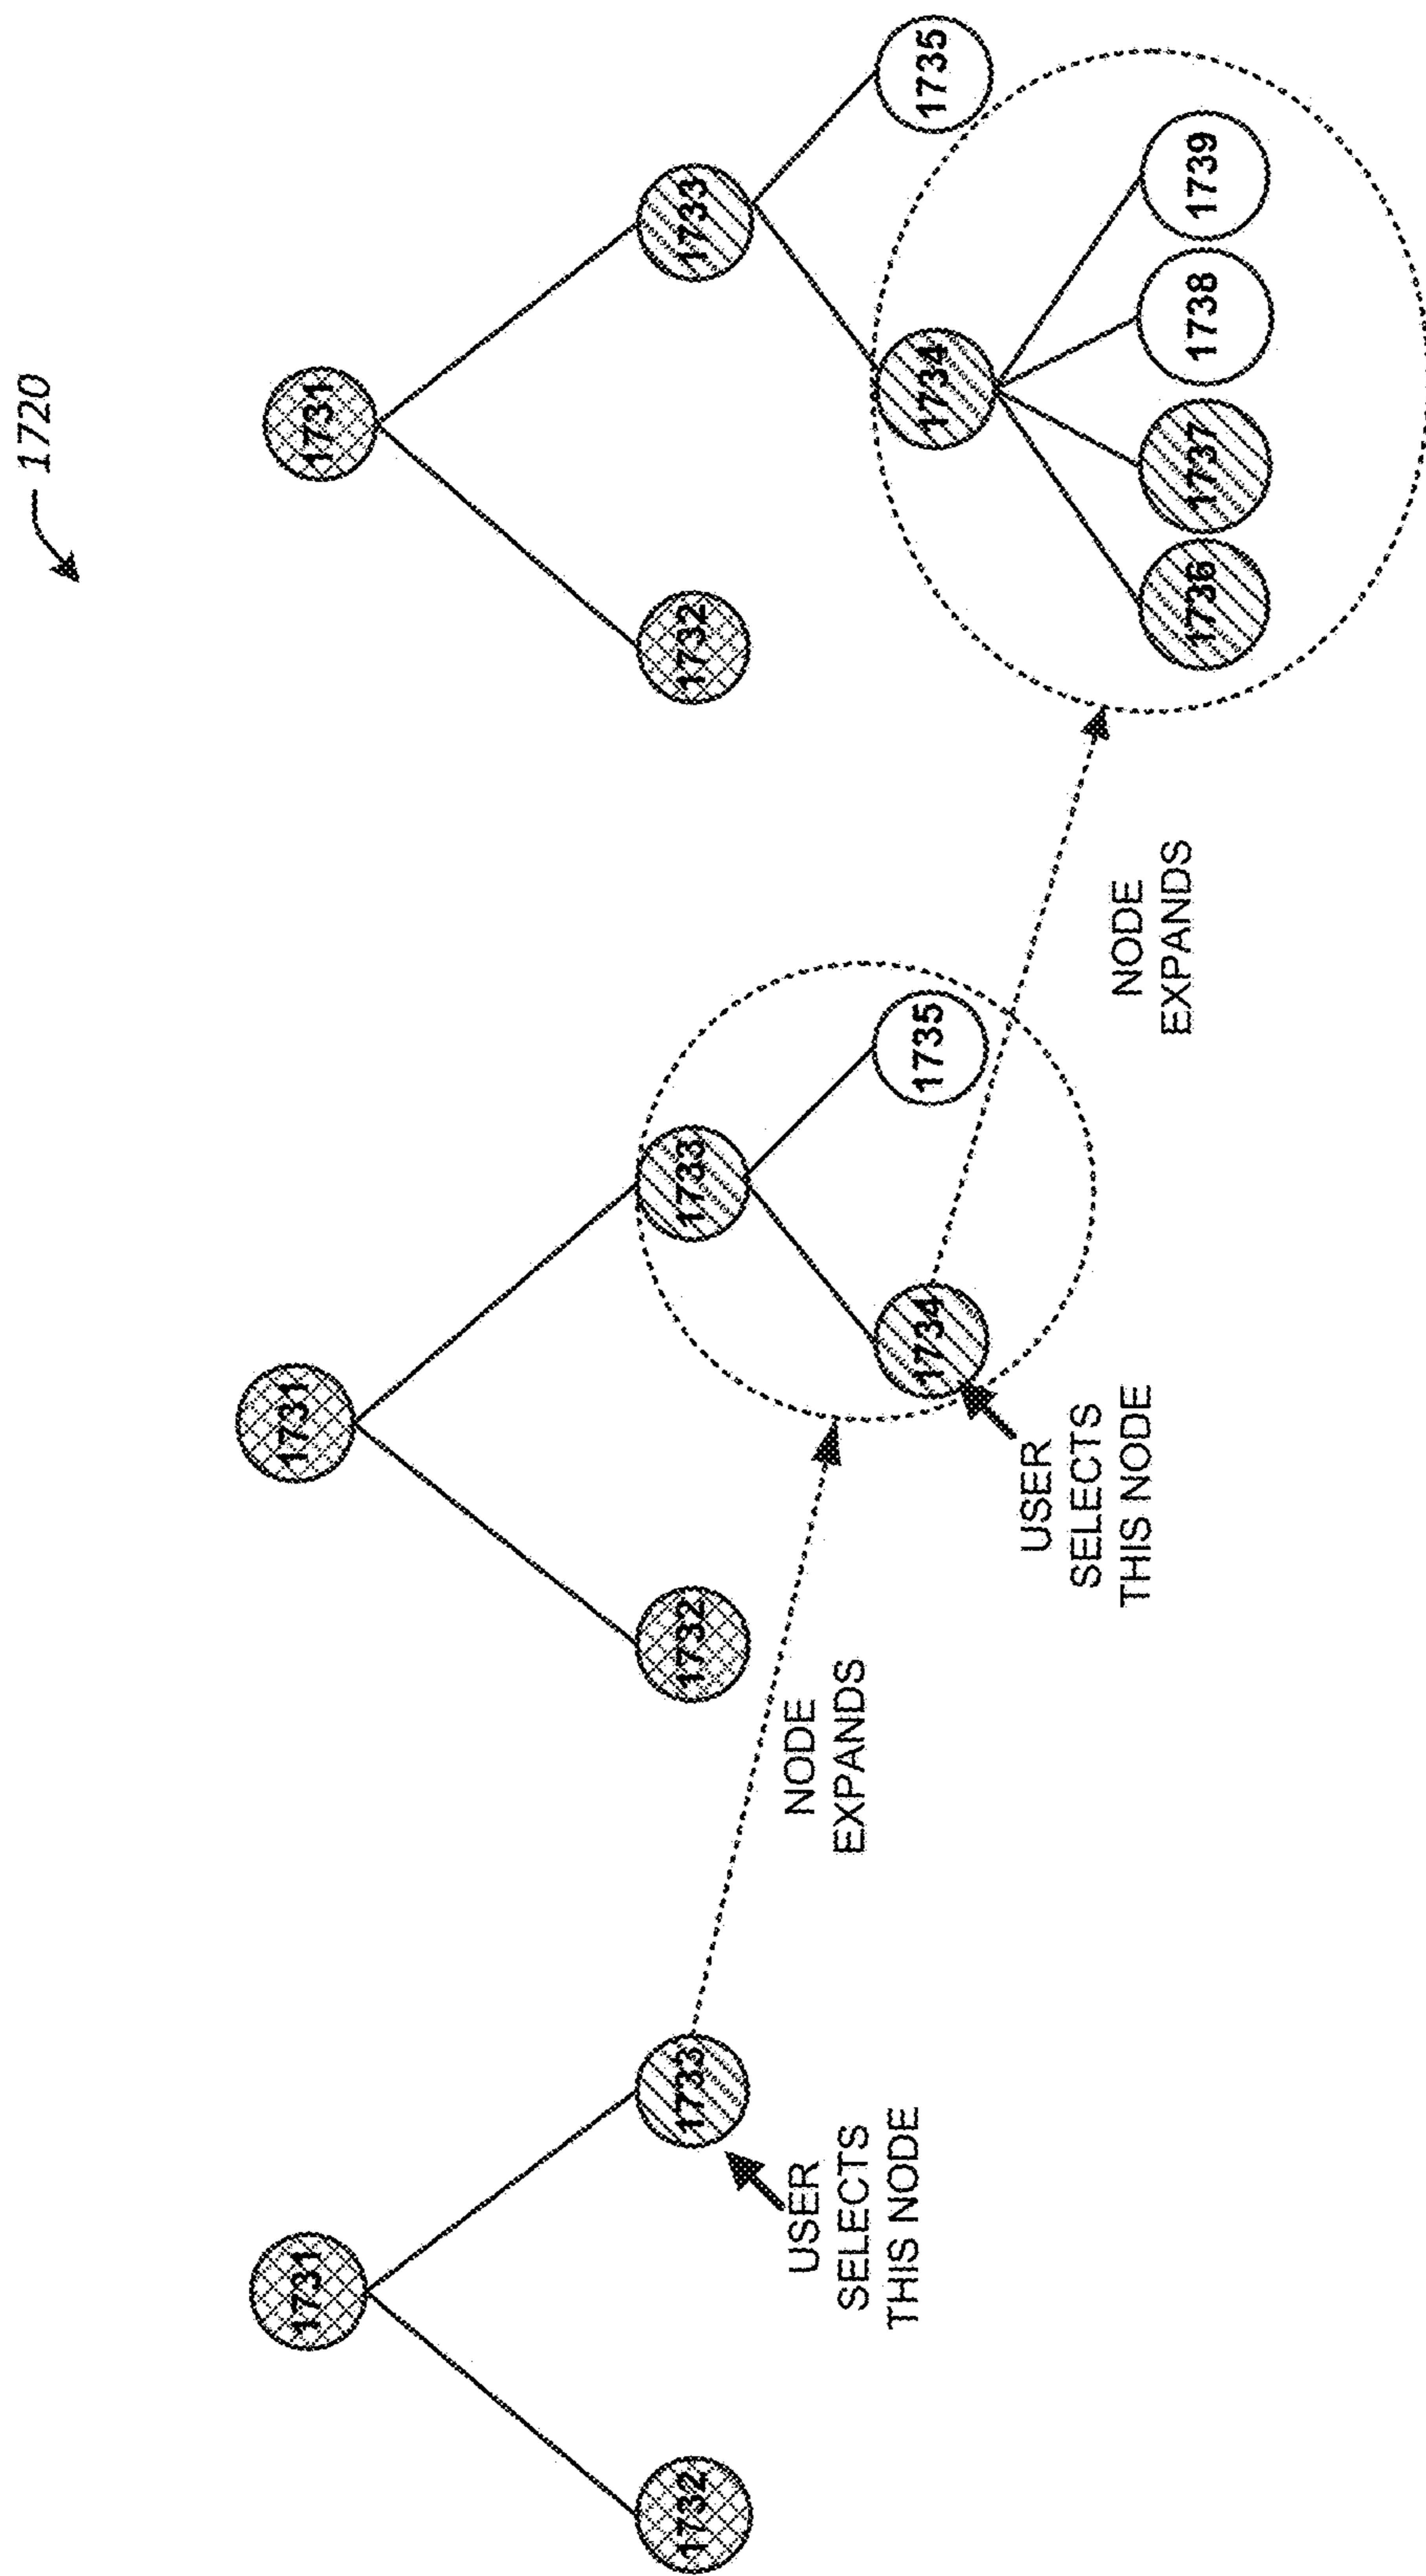 1720
1731
1732
1733
USER
SELECTS
THIS NODE
NODE
EXPANDS
1731
1732
1733
1734
1735
USER
SELECTS
THIS NODE
NODE
EXPANDS
1731
1732
1733
1734
1735
1736
1737
1738
1739